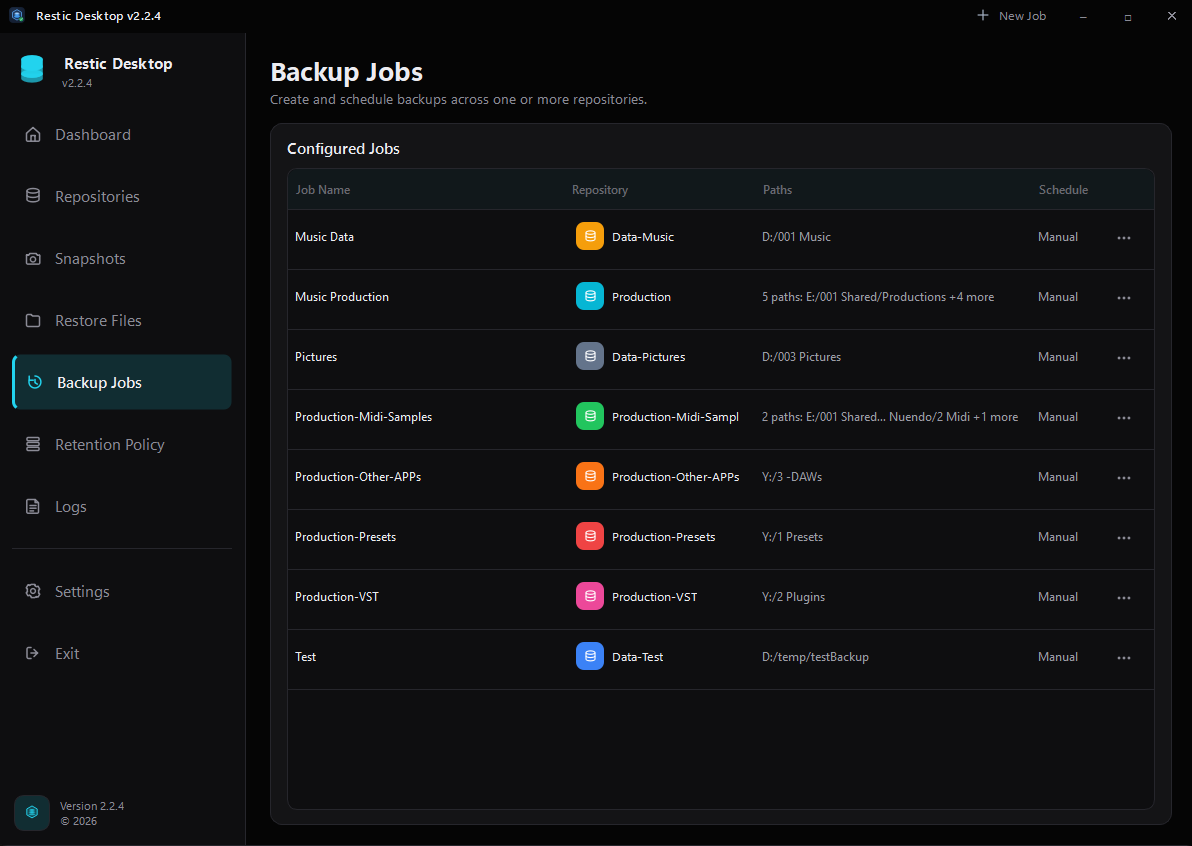 Restic Desktop v2.2.4
New Job
Restic Desktop
v2.2.4
Dashboard
Repositories
Snapshots
Restore Files
Backup Jobs
Retention Policy
Logs
Settings
Exit
Version 2.2.4
© 2026
Backup Jobs
Create and schedule backups across one or more repositories.
Configured Jobs
Job Name Repository Paths Schedule
Music Data Data-Music D:/001 Music Manual
Music Production Production 5 paths: E:/001 Shared/Productions +4 more Manual
Pictures Data-Pictures D:/003 Pictures Manual
Production-Midi-Samples Production-Midi-Sampl 2 paths: E:/001 Shared... Nuendo/2 Midi +1 more Manual
Production-Other-APPs Production-Other-APPs Y:/3 -DAWs Manual
Production-Presets Production-Presets Y:/1 Presets Manual
Production-VST Production-VST Y:/2 Plugins Manual
Test Data-Test D:/temp/testBackup Manual